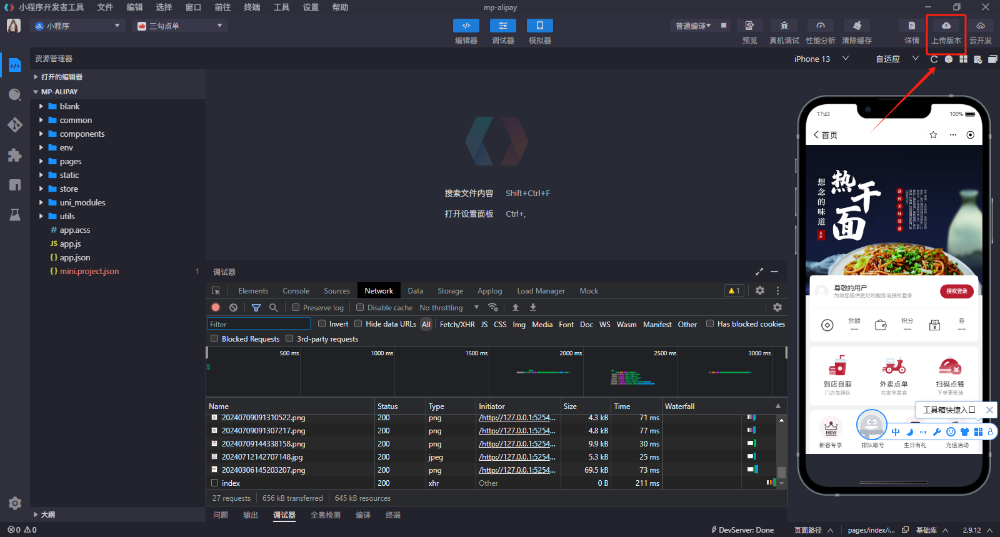 小程序开发者工具 文件 编辑 选择 窗口 前往 终端 工具 设置 帮助 mp-alipay
小程序 三勾点单 普通编译
编辑器 调试器 模拟器 预览 真机调试 性能分析 清除缓存 详情 上传版本 云开发
资源管理器 iPhone 13 自适应
打开的编辑器
MP-ALIPAY
blank
common
components
env
pages
static
store
uni_modules
utils
# app.acss
JS app.js
{} app.json
{} mini.project.json 1
大纲
搜索文件内容 Shift+Ctrl+F
打开设置面板 Ctrl+,
调试器
Elements Console Sources Network Data Storage Applog Load Manager Mock 1
Preserve log Disable cache No throttling
Filter Invert Hide data URLs All Fetch/XHR JS CSS Img Media Font Doc WS Wasm Manifest Other Has blocked cookies
Blocked Requests 3rd-party requests
500 ms 1000 ms 1500 ms 2000 ms 2500 ms 3000 ms
Name Status Type Initiator Size Time Waterfall
20240709091310522.png 200 png /http://127.0.0.1:5254... 4.3 kB 71 ms
20240709091307217.png 200 png /http://127.0.0.1:5254... 4.8 kB 77 ms
20240709144338158.png 200 png /http://127.0.0.1:5254... 9.9 kB 30 ms
20240712142707148.jpg 200 jpeg /http://127.0.0.1:5254... 5.3 kB 25 ms
20240306145203207.png 200 png /http://127.0.0.1:5254... 69.5 kB 73 ms
index 200 xhr Other 0 B 211 ms
27 requests 656 kB transferred 645 kB resources
问题 输出 调试器 全息检测 编译 终端
17:43 100%
首页
想念的味道
热干面
新鲜美味健康
尊敬的用户
为给您提供更好的服务请授权登录
授权登录
余额 积分 券
-- -- --
到店自取 外卖点单 扫码点餐
门店免排队 在家享美食 下单更便捷
工具箱快捷入口
中
NEW
新客专享 排队取号 生日有礼 充值活动
0 0 DevServer: Done 页面路径 pages/index/i... 基础库 2.9.12